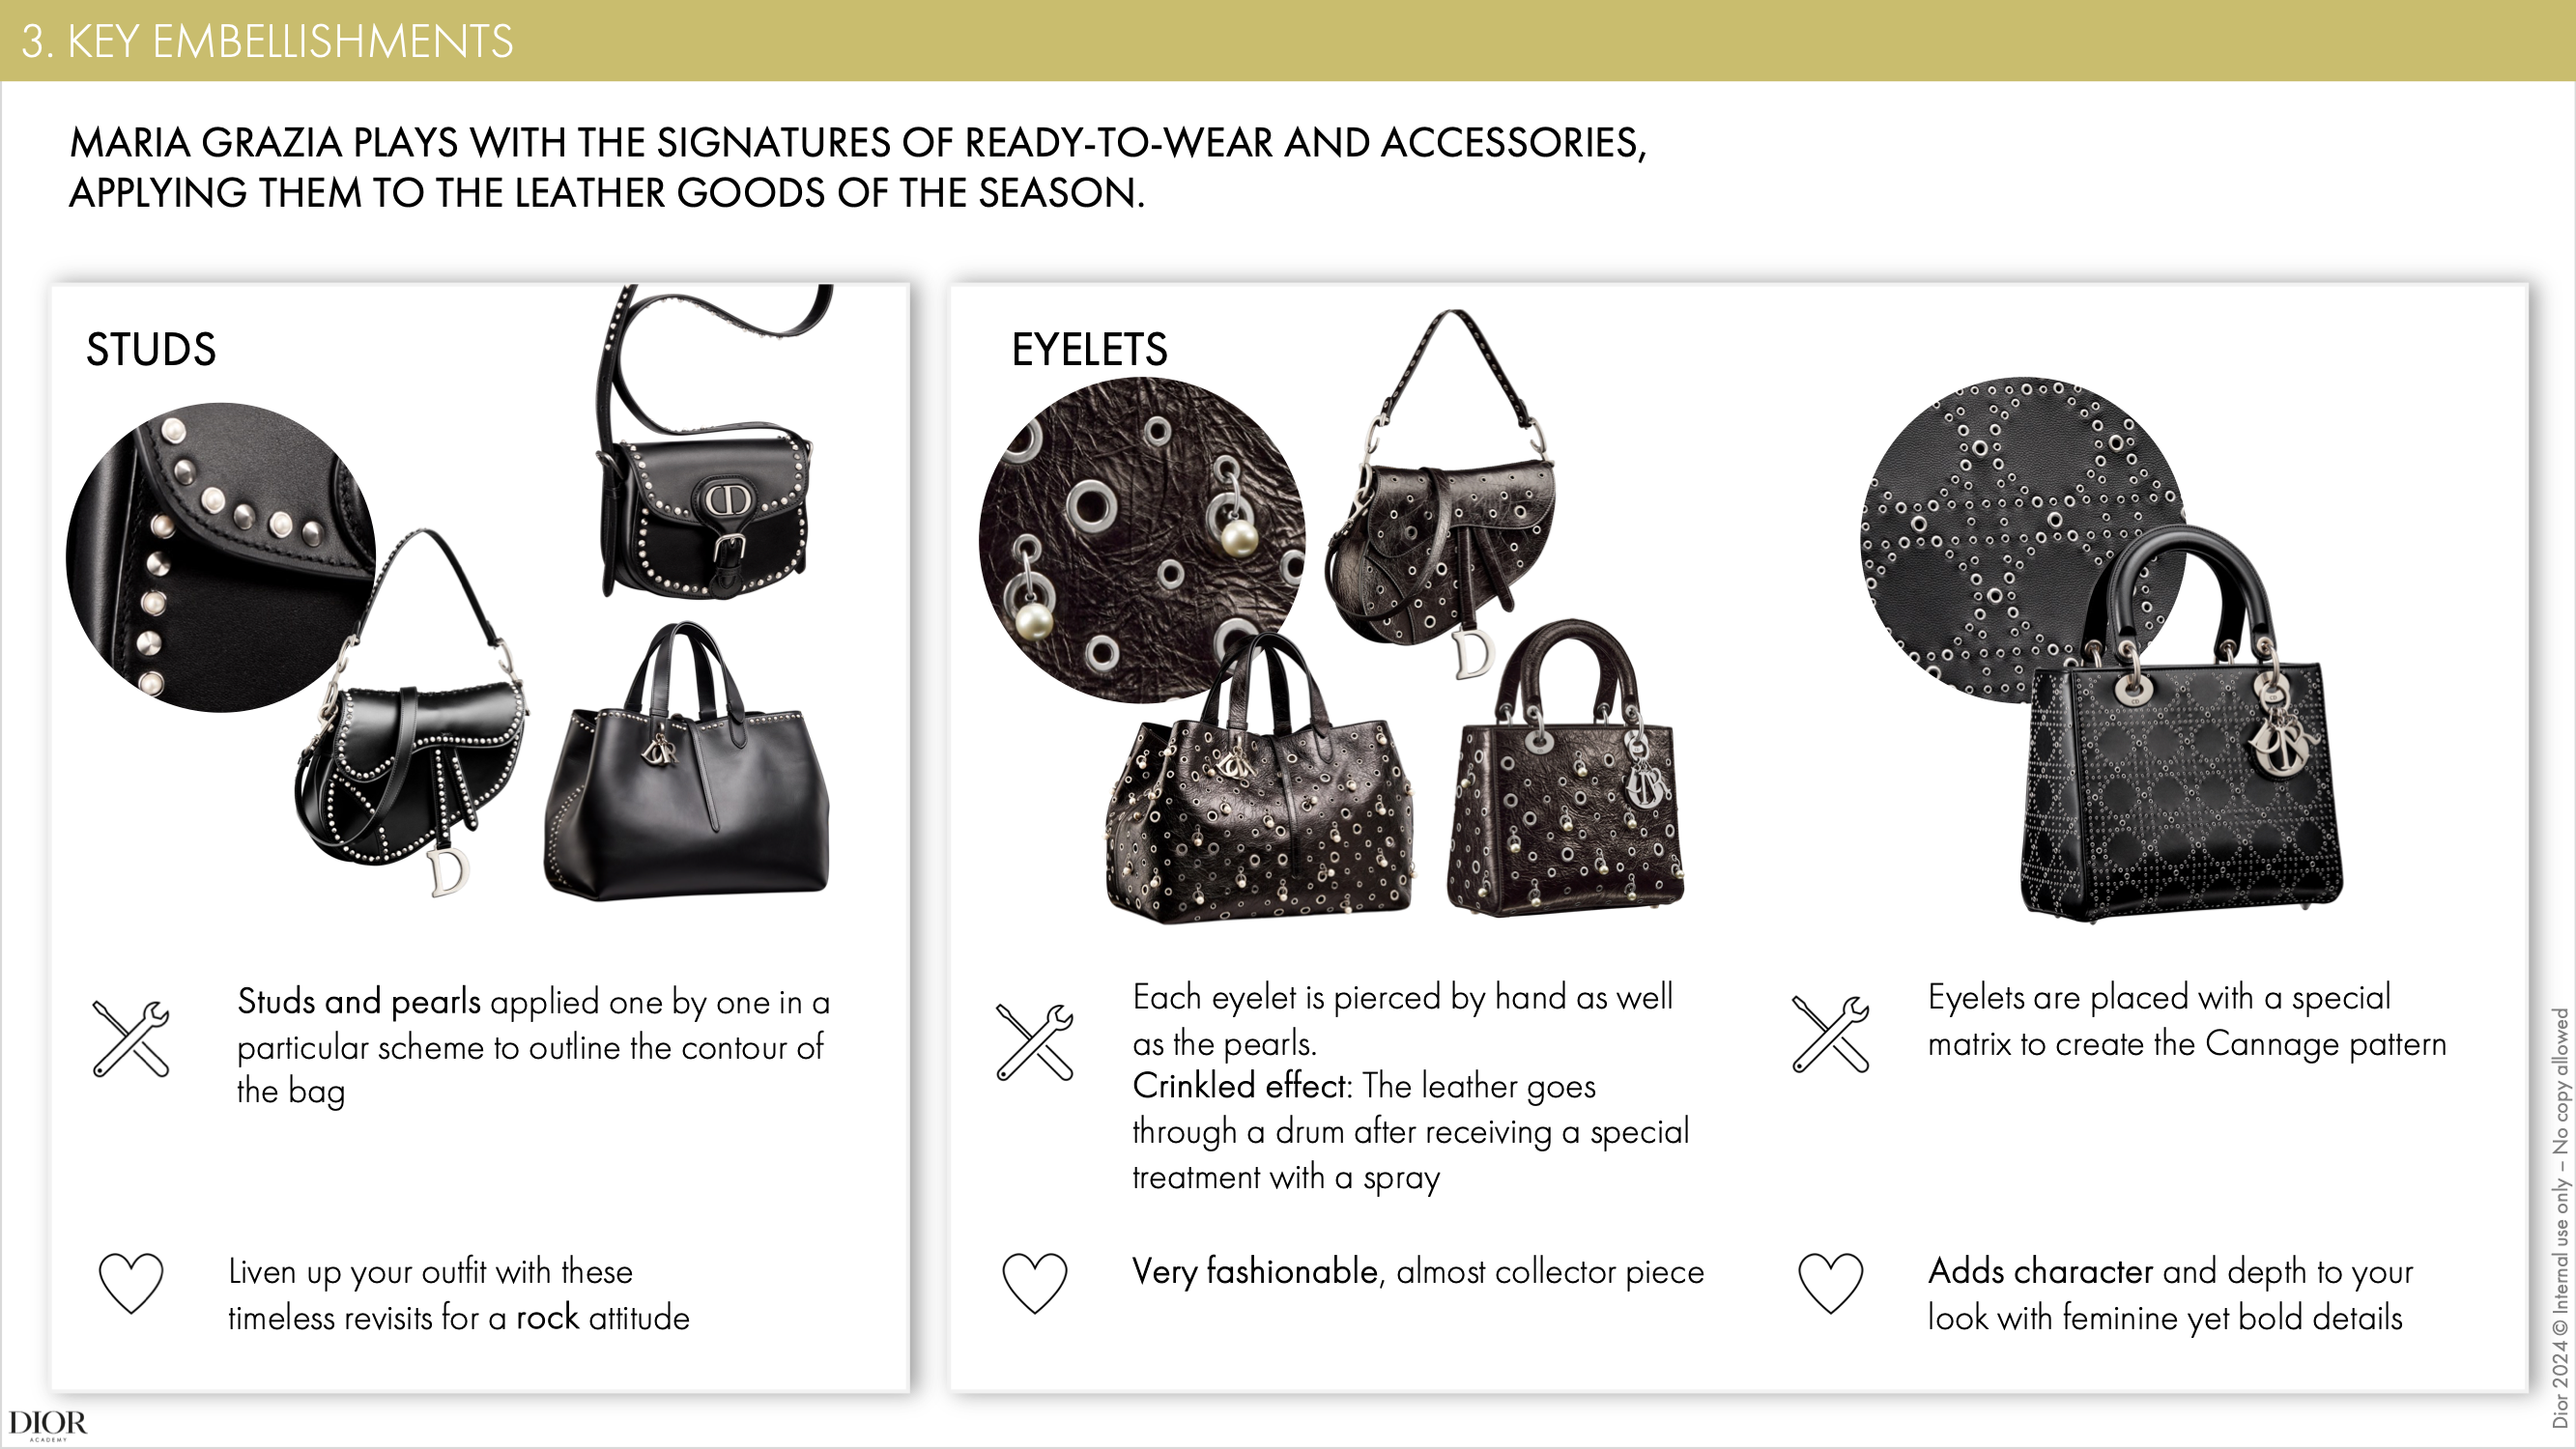 3. KEY EMBELLISHMENTS
MARIA GRAZIA PLAYS WITH THE SIGNATURES OF READY-TO-WEAR AND ACCESSORIES,
APPLYING THEM TO THE LEATHER GOODS OF THE SEASON.
STUDS
CD
D
DIOR
Studs and pearls applied one by one in a
particular scheme to outline the contour of
the bag
Liven up your outfit with these
timeless revisits for a rock attitude
EYELETS
D
DIOR
DIOR
Each eyelet is pierced by hand as well
as the pearls.
Crinkled effect: The leather goes
through a drum after receiving a special
treatment with a spray
Very fashionable, almost collector piece
DIOR
Eyelets are placed with a special
matrix to create the Cannage pattern
Adds character and depth to your
look with feminine yet bold details
Dior 2024 © Internal use only – No copy allowed
DIOR
ACADEMY